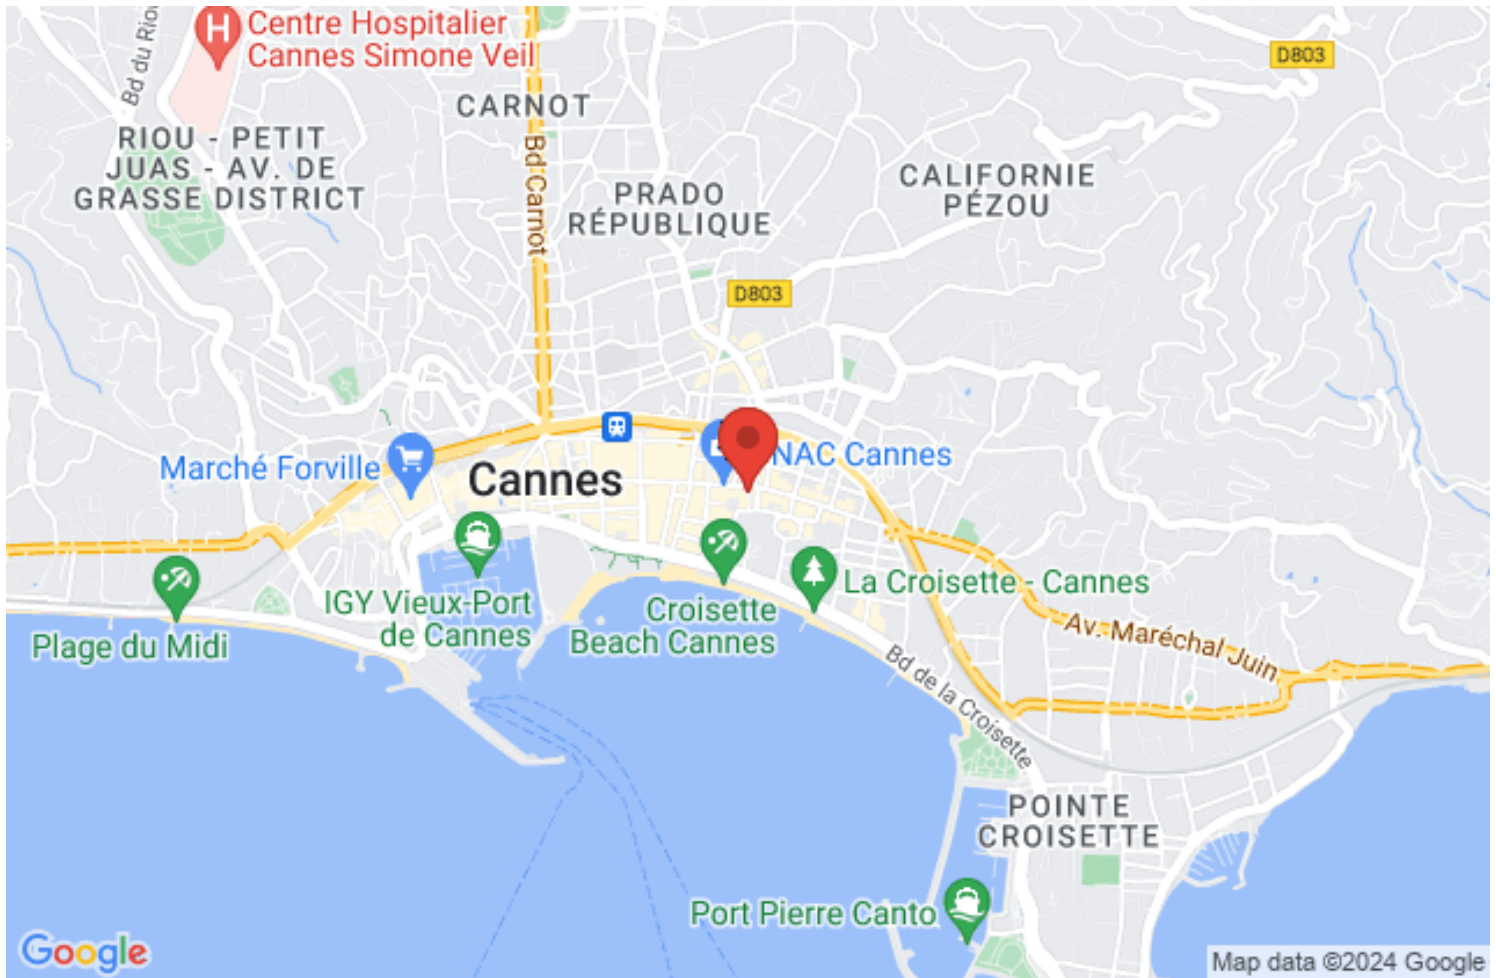 Centre Hospitalier
Cannes Simone Veil
H
Bd du Riou
D803
CARNOT
RIOU - PETIT
JUAS - AV. DE
GRASSE DISTRICT
Bd Carnot
PRADO
RÉPUBLIQUE
CALIFORNIE
PÉZOU
D803
Marché Forville
Cannes
NAC Cannes
IGY Vieux-Port
de Cannes
Croisette
Beach Cannes
La Croisette - Cannes
Plage du Midi
Av. Maréchal Juin
Bd de la Croisette
POINTE
CROISETTE
Port Pierre Canto
Google
Map data ©2024 Google